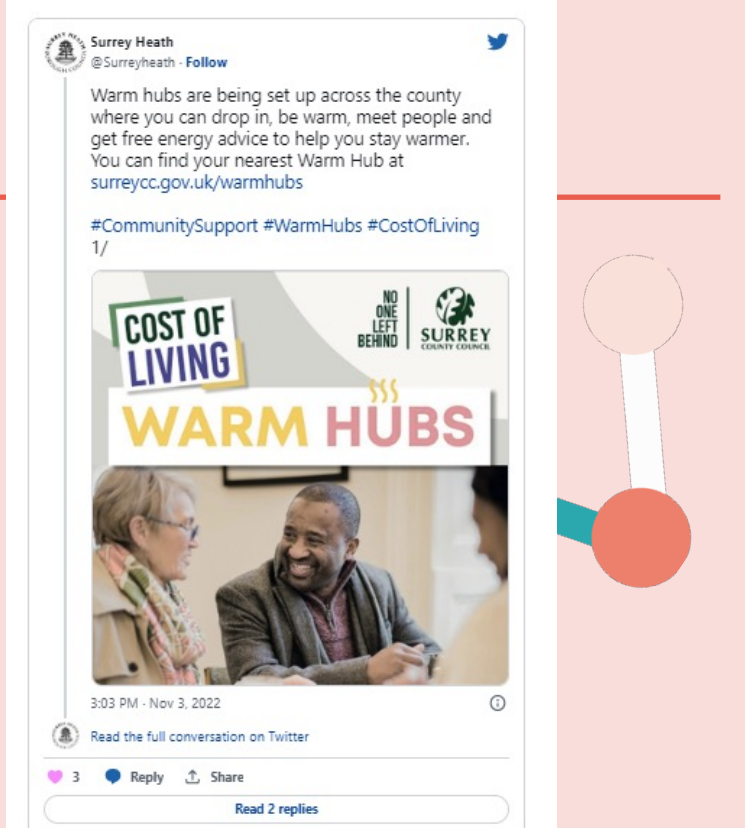 Surrey Heath
@Surreyheath · Follow
Warm hubs are being set up across the county
where you can drop in, be warm, meet people and
get free energy advice to help you stay warmer.
You can find your nearest Warm Hub at
surreycc.gov.uk/warmhubs
#CommunitySupport #WarmHubs #CostOfLiving
1/
COST OF
LIVING
NO
ONE
LEFT
BEHIND
SURREY
COUNTY COUNCIL
WARM HUBS
3:03 PM · Nov 3, 2022
Read the full conversation on Twitter
3 Reply Share
Read 2 replies